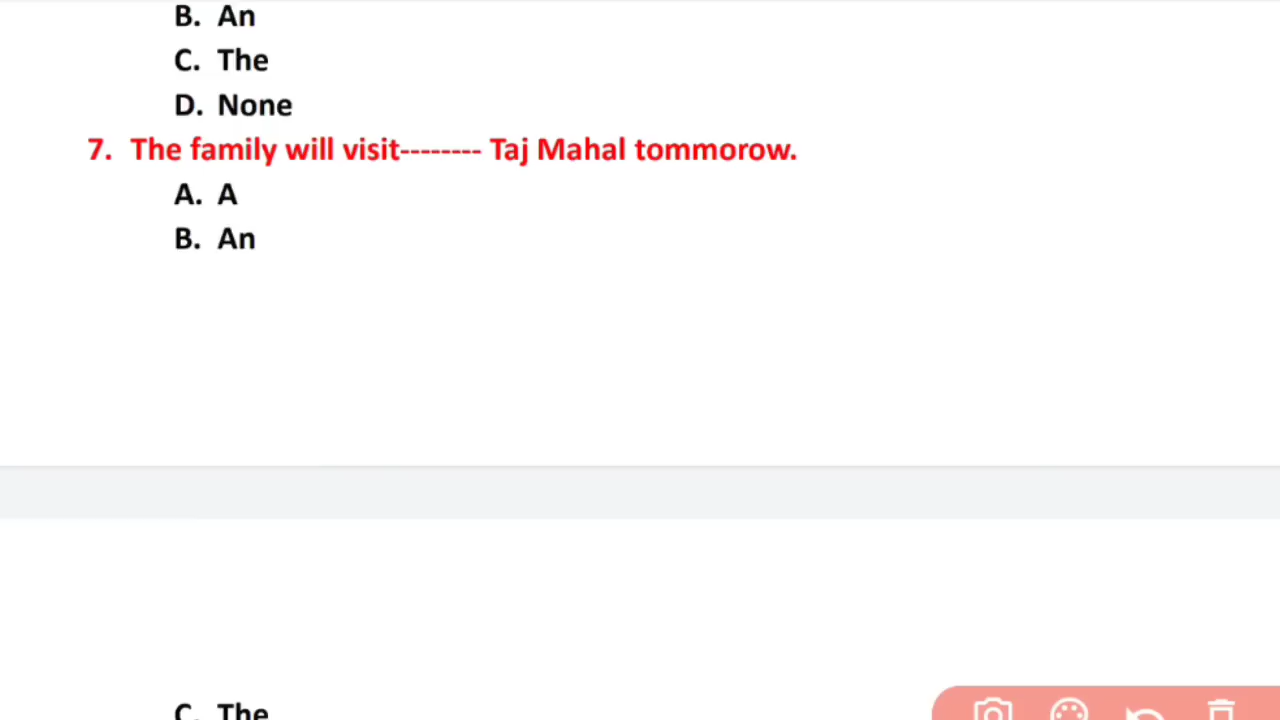 B. An
C. The
D. None
7. The family will visit-------- Taj Mahal tommorow.
A. A
B. An
C. The